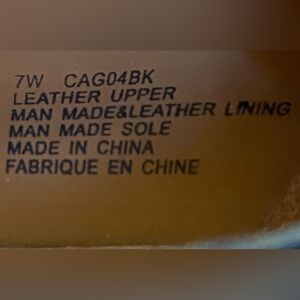 7W CAG04BK
LEATHER UPPER
MAN MADE&LEATHER LINING
MAN MADE SOLE
MADE IN CHINA
FABRIQUE EN CHINE